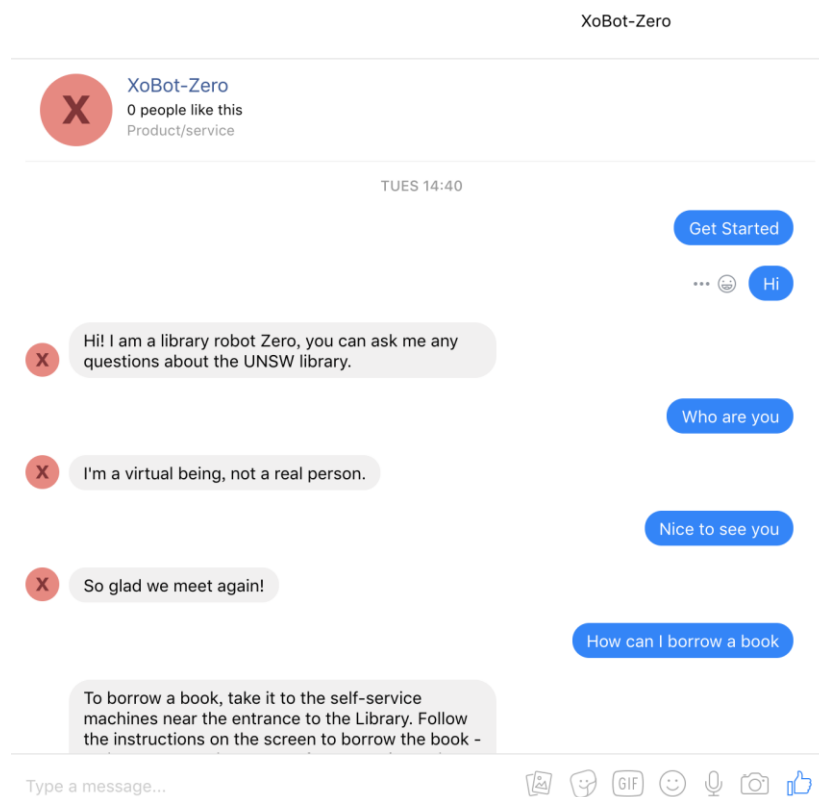 XoBot-Zero
X
XoBot-Zero
0 people like this
Product/service
TUES 14:40
Get Started
Hi
Hi! I am a library robot Zero, you can ask me any
questions about the UNSW library.
X
Who are you
X
I'm a virtual being, not a real person.
Nice to see you
X
So glad we meet again!
How can I borrow a book
To borrow a book, take it to the self-service
machines near the entrance to the Library. Follow
the instructions on the screen to borrow the book -
Type a message...
GIF